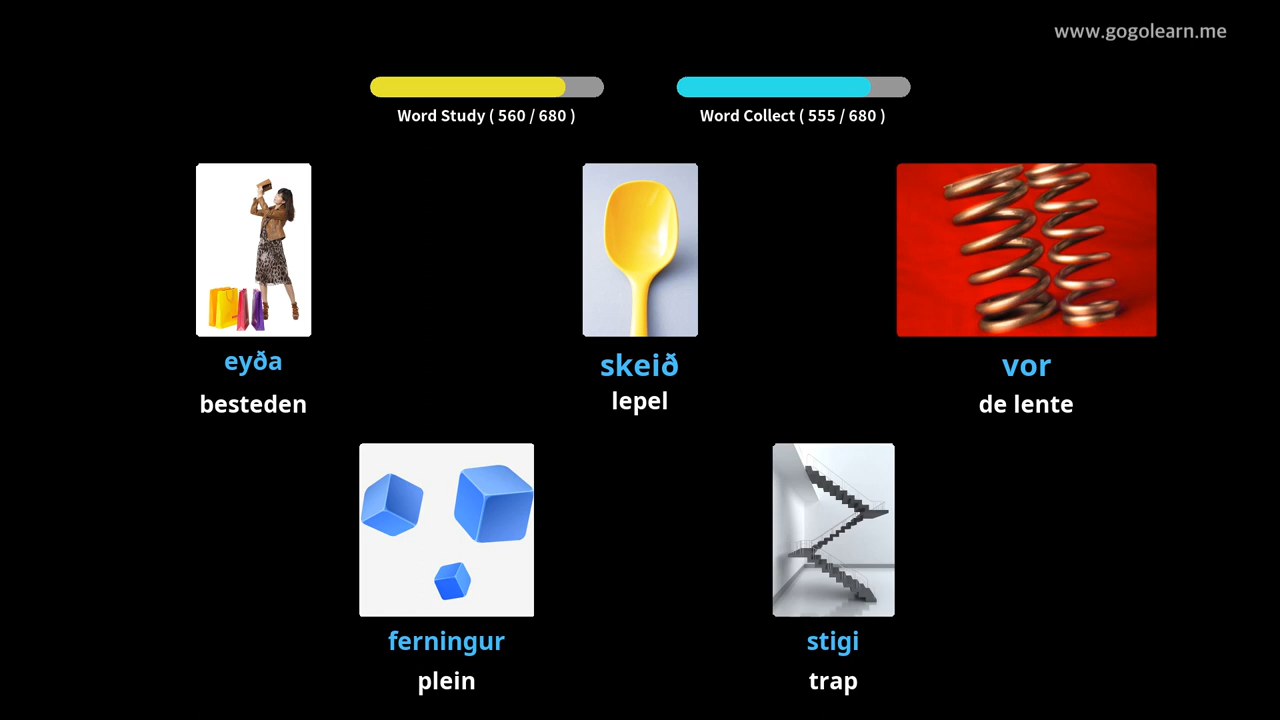 www.gogolearn.me
Word Study ( 560 / 680 )
Word Collect ( 555 / 680 )
eyða
skeið
vor
besteden
lepel
de lente
ferningur
stigi
plein
trap